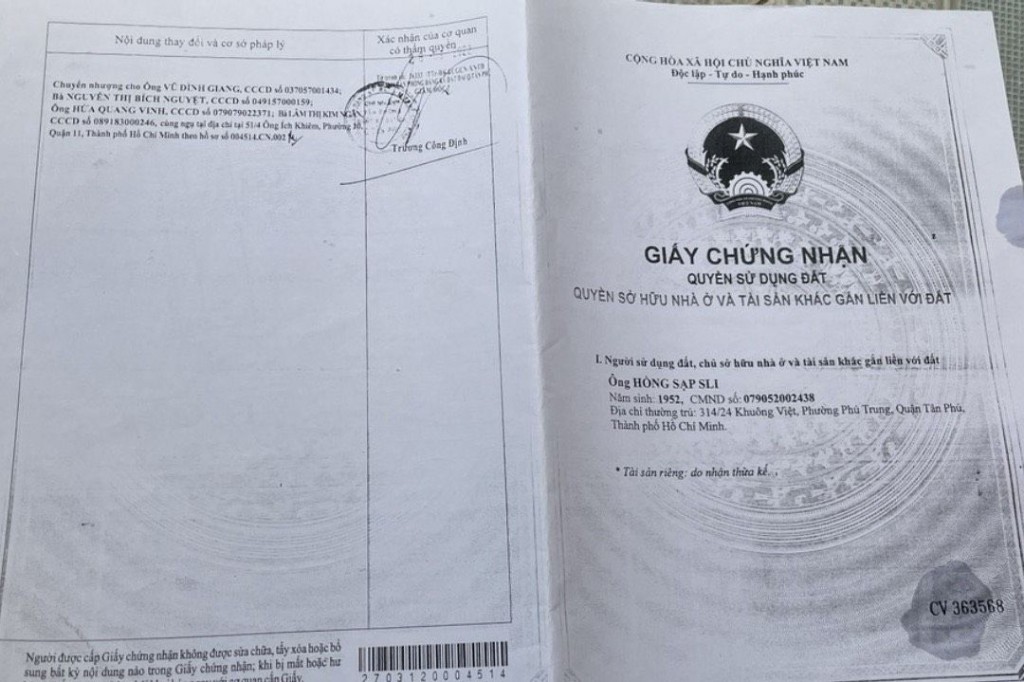 Nội dung thay đổi và cơ sở pháp lý
Xác nhận của cơ quan
có thẩm quyền
Chuyển nhượng cho Ông VŨ ĐÌNH GIANG, CCCD số 037057001434;
Bà NGUYỄN THỊ BÍCH NGUYỆT, CCCD số 049157000159;
Ông HỨA QUANG VINH, CCCD số 079079022371; Bà LÂM THỊ KIM NGÂN,
CCCD số 089183000246, cùng ngụ tại địa chỉ tại 51/4 Ông Ích Khiêm, Phường 10,
Quận 11, Thành phố Hồ Chí Minh theo hồ sơ số 004514.CN.002
Trương Công Định
Người được cấp Giấy chứng nhận không được sửa chữa, tẩy xóa hoặc bổ
sung bất kỳ nội dung nào trong Giấy chứng nhận; khi bị mất hoặc hư
2703120004514
CỘNG HÒA XÃ HỘI CHỦ NGHĨA VIỆT NAM
Độc lập - Tự do - Hạnh phúc
VIỆT NAM
GIẤY CHỨNG NHẬN
QUYỀN SỬ DỤNG ĐẤT
QUYỀN SỞ HỮU NHÀ Ở VÀ TÀI SẢN KHÁC GẮN LIỀN VỚI ĐẤT
I. Người sử dụng đất, chủ sở hữu nhà ở và tài sản khác gắn liền với đất
Ông HỒNG SẠP SLI
Năm sinh: 1952, CMND số: 079052002438
Địa chỉ thường trú: 314/24 Khuông Việt, Phường Phú Trung, Quận Tân Phú,
Thành phố Hồ Chí Minh.
* Tài sản riêng: do nhận thừa kế.
CV 363568